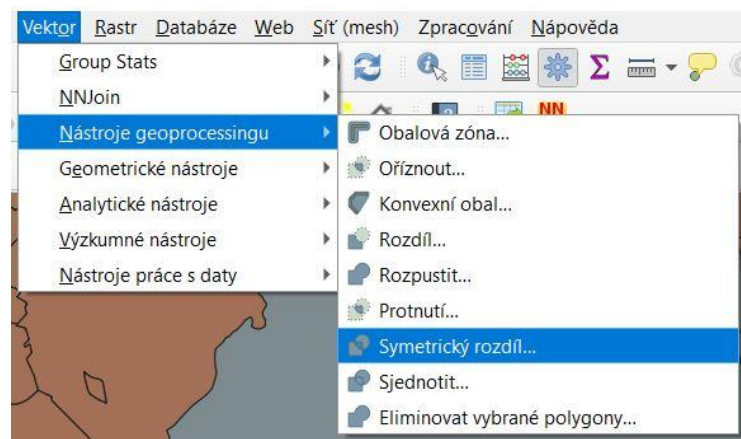 Vektor Rastr Databáze Web Síť (mesh) Zpracování Nápověda
Group Stats
NNJoin
NN
Nástroje geoprocessingu
Geometrické nástroje
Analytické nástroje
Výzkumné nástroje
Nástroje práce s daty
Obalová zóna...
Oříznout...
Konvexní obal...
Rozdíl...
Rozpustit...
Protnutí...
Symetrický rozdíl...
Sjednotit...
Eliminovat vybrané polygony...